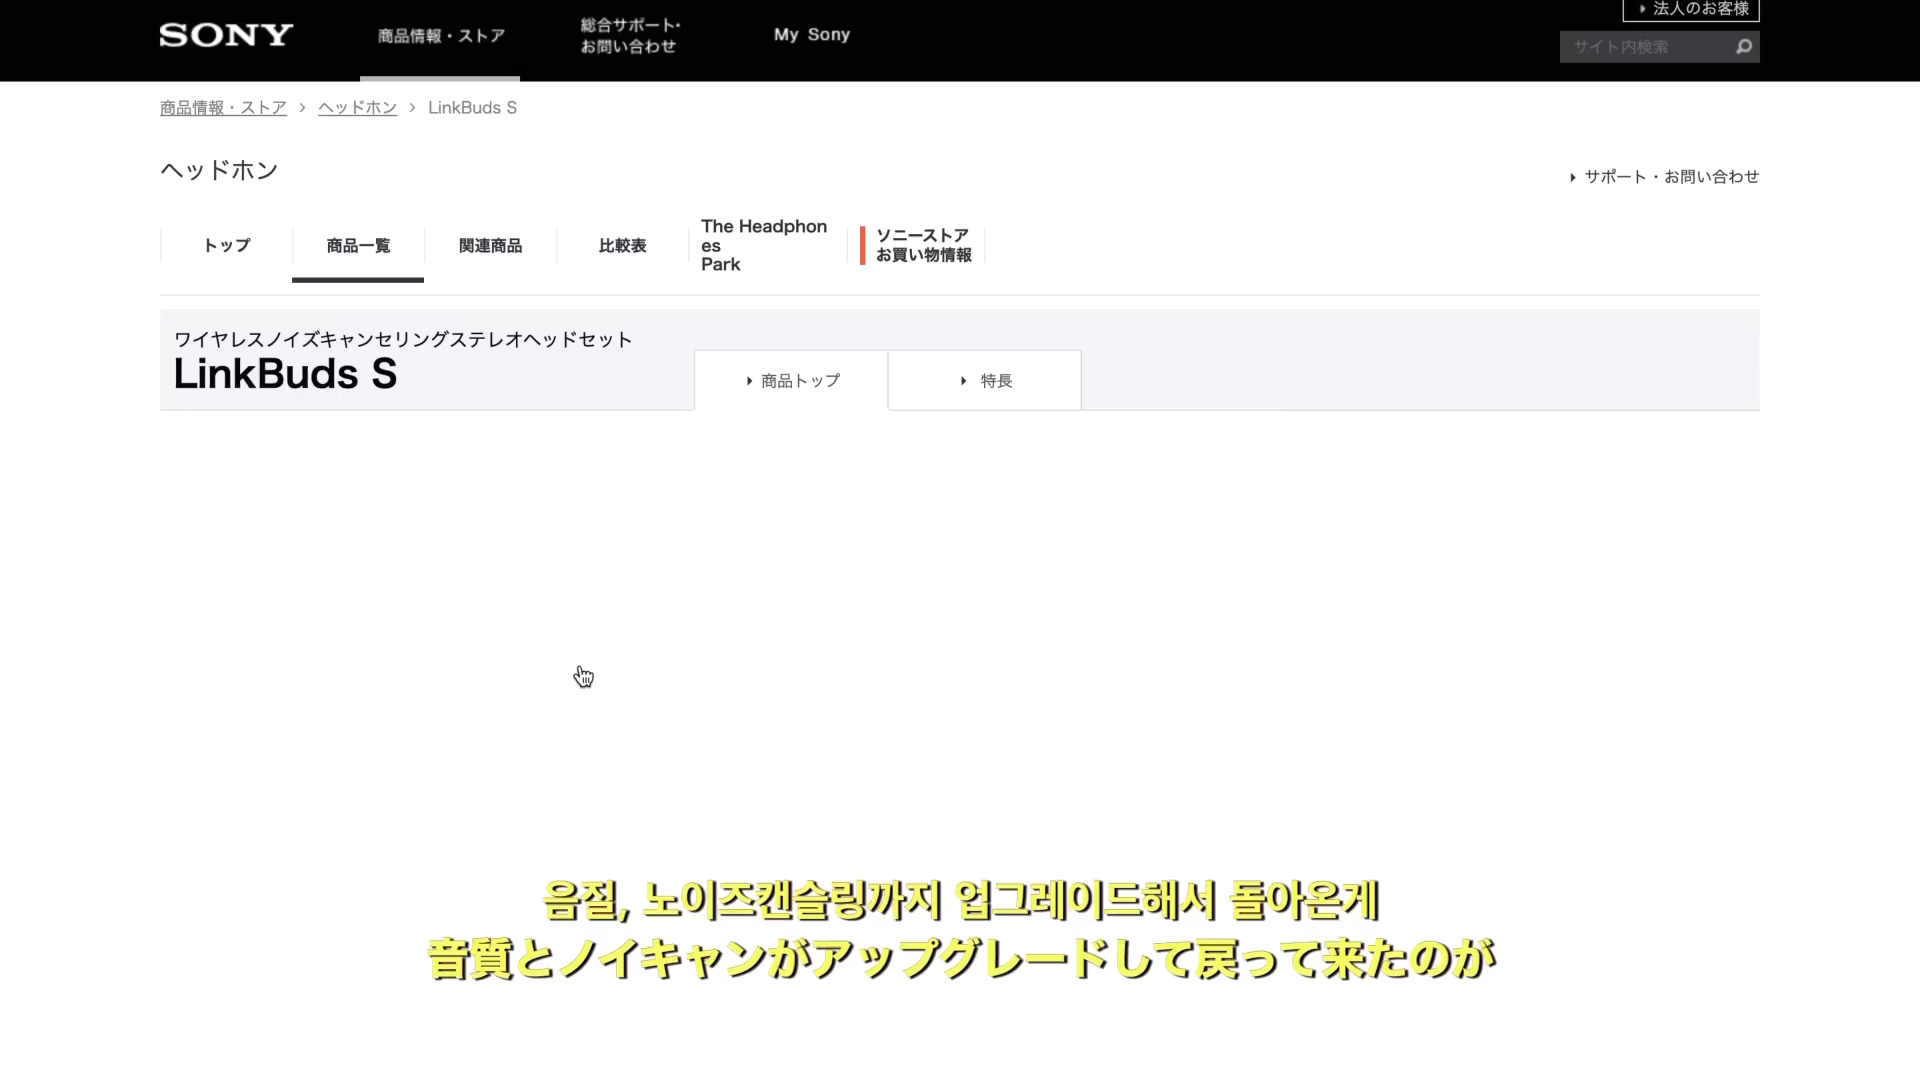 SONY
商品情報・ストア
総合サポート・
お問い合わせ
My Sony
法人のお客様
サイト内検索
商品情報・ストア > ヘッドホン > LinkBuds S
ヘッドホン
サポート・お問い合わせ
トップ
商品一覧
関連商品
比較表
The Headphon
es
Park
ソニーストア
お買い物情報
ワイヤレスノイズキャンセリングステレオヘッドセット
LinkBuds S
商品トップ
特長
음질, 노이즈캔슬링까지 업그레이드해서 돌아온게
音質とノイキャンがアップグレードして戻って来たのが